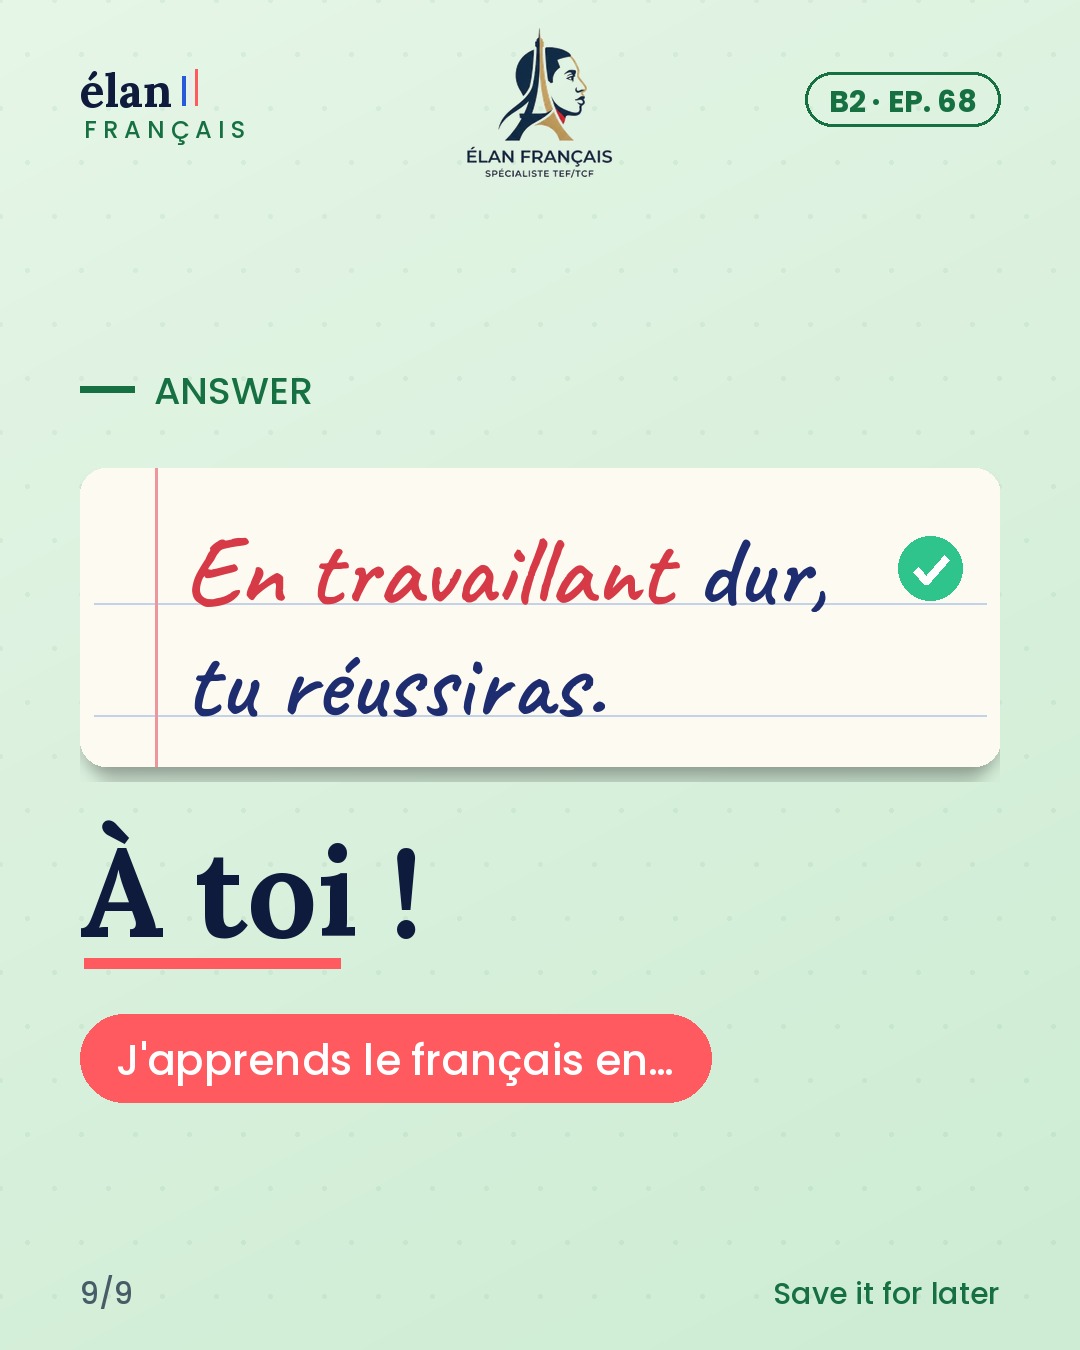 élan
FRANÇAIS
ÉLAN FRANÇAIS
SPÉCIALISTE TEF/TCF
B2 · EP. 68
ANSWER
En travaillant dur,
tu réussiras.
À toi !
J'apprends le français en...
9/9
Save it for later